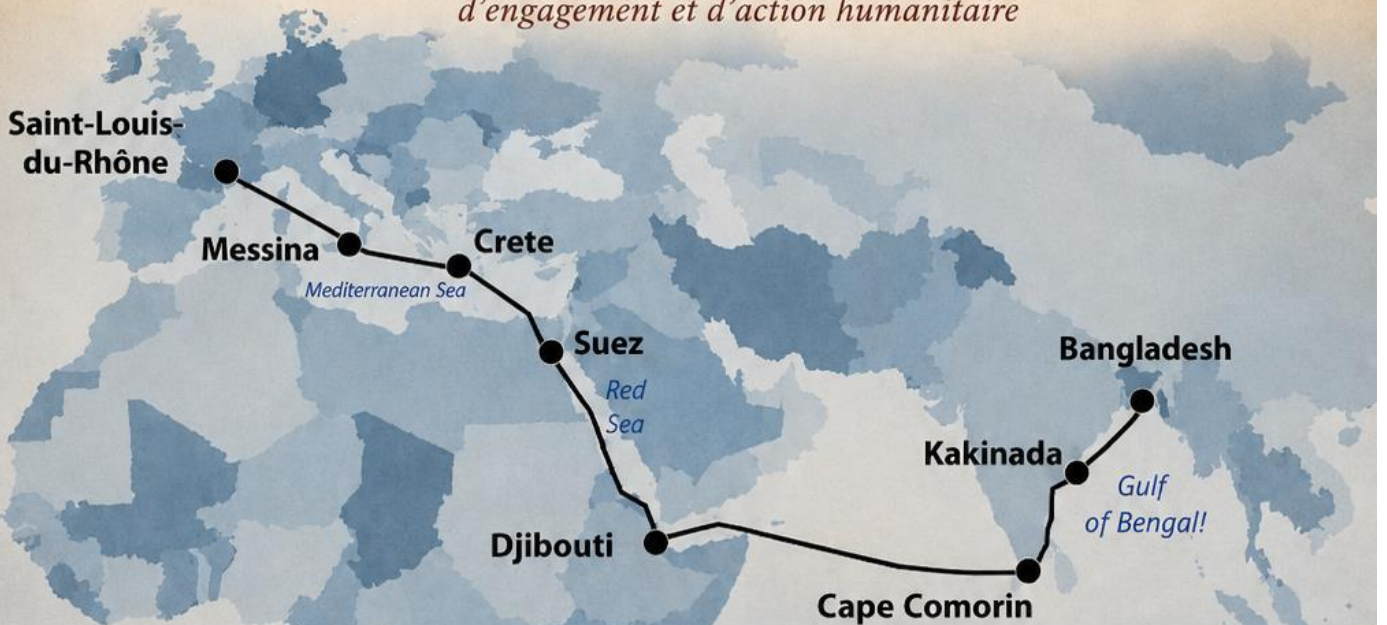 d'engagement et d'action humanitaire
Saint-Louis-
du-Rhône
Messina
Crete
Mediterranean Sea
Suez
Red
Sea
Bangladesh
Kakinada
Gulf
of Bengal!
Djibouti
Cape Comorin